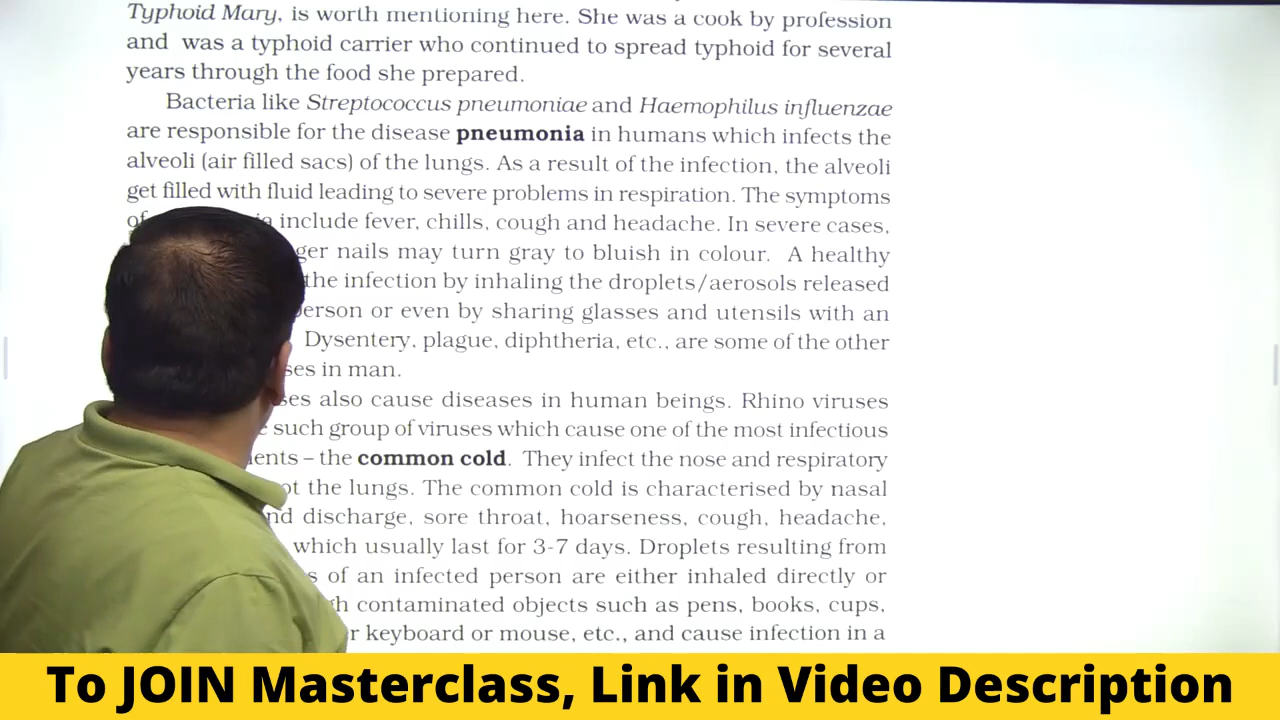 Typhoid Mary, is worth mentioning here. She was a cook by profession
and was a typhoid carrier who continued to spread typhoid for several
years through the food she prepared.
Bacteria like Streptococcus pneumoniae and Haemophilus influenzae
are responsible for the disease pneumonia in humans which infects the
alveoli (air filled sacs) of the lungs. As a result of the infection, the alveoli
get filled with fluid leading to severe problems in respiration. The symptoms
include fever, chills, cough and headache. In severe cases,
nails may turn gray to bluish in colour. A healthy
the infection by inhaling the droplets/aerosols released
person or even by sharing glasses and utensils with an
Dysentery, plague, diphtheria, etc., are some of the other
in man.
also cause diseases in human beings. Rhino viruses
such group of viruses which cause one of the most infectious
– the common cold. They infect the nose and respiratory
the lungs. The common cold is characterised by nasal
discharge, sore throat, hoarseness, cough, headache,
which usually last for 3-7 days. Droplets resulting from
of an infected person are either inhaled directly or
contaminated objects such as pens, books, cups,
keyboard or mouse, etc., and cause infection in a
To JOIN Masterclass, Link in Video Description